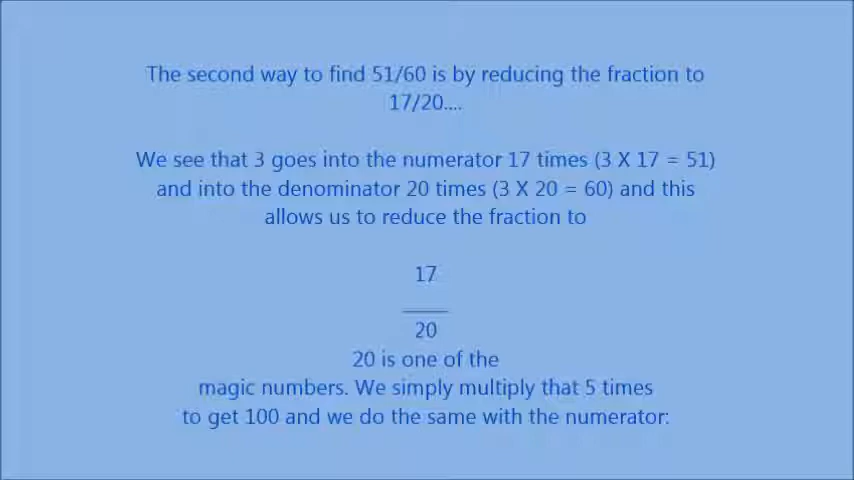 The second way to find 51/60 is by reducing the fraction to
17/20....
We see that 3 goes into the numerator 17 times (3 X 17 = 51)
and into the denominator 20 times (3 X 20 = 60) and this
allows us to reduce the fraction to
17
20
20 is one of the
magic numbers. We simply multiply that 5 times
to get 100 and we do the same with the numerator: